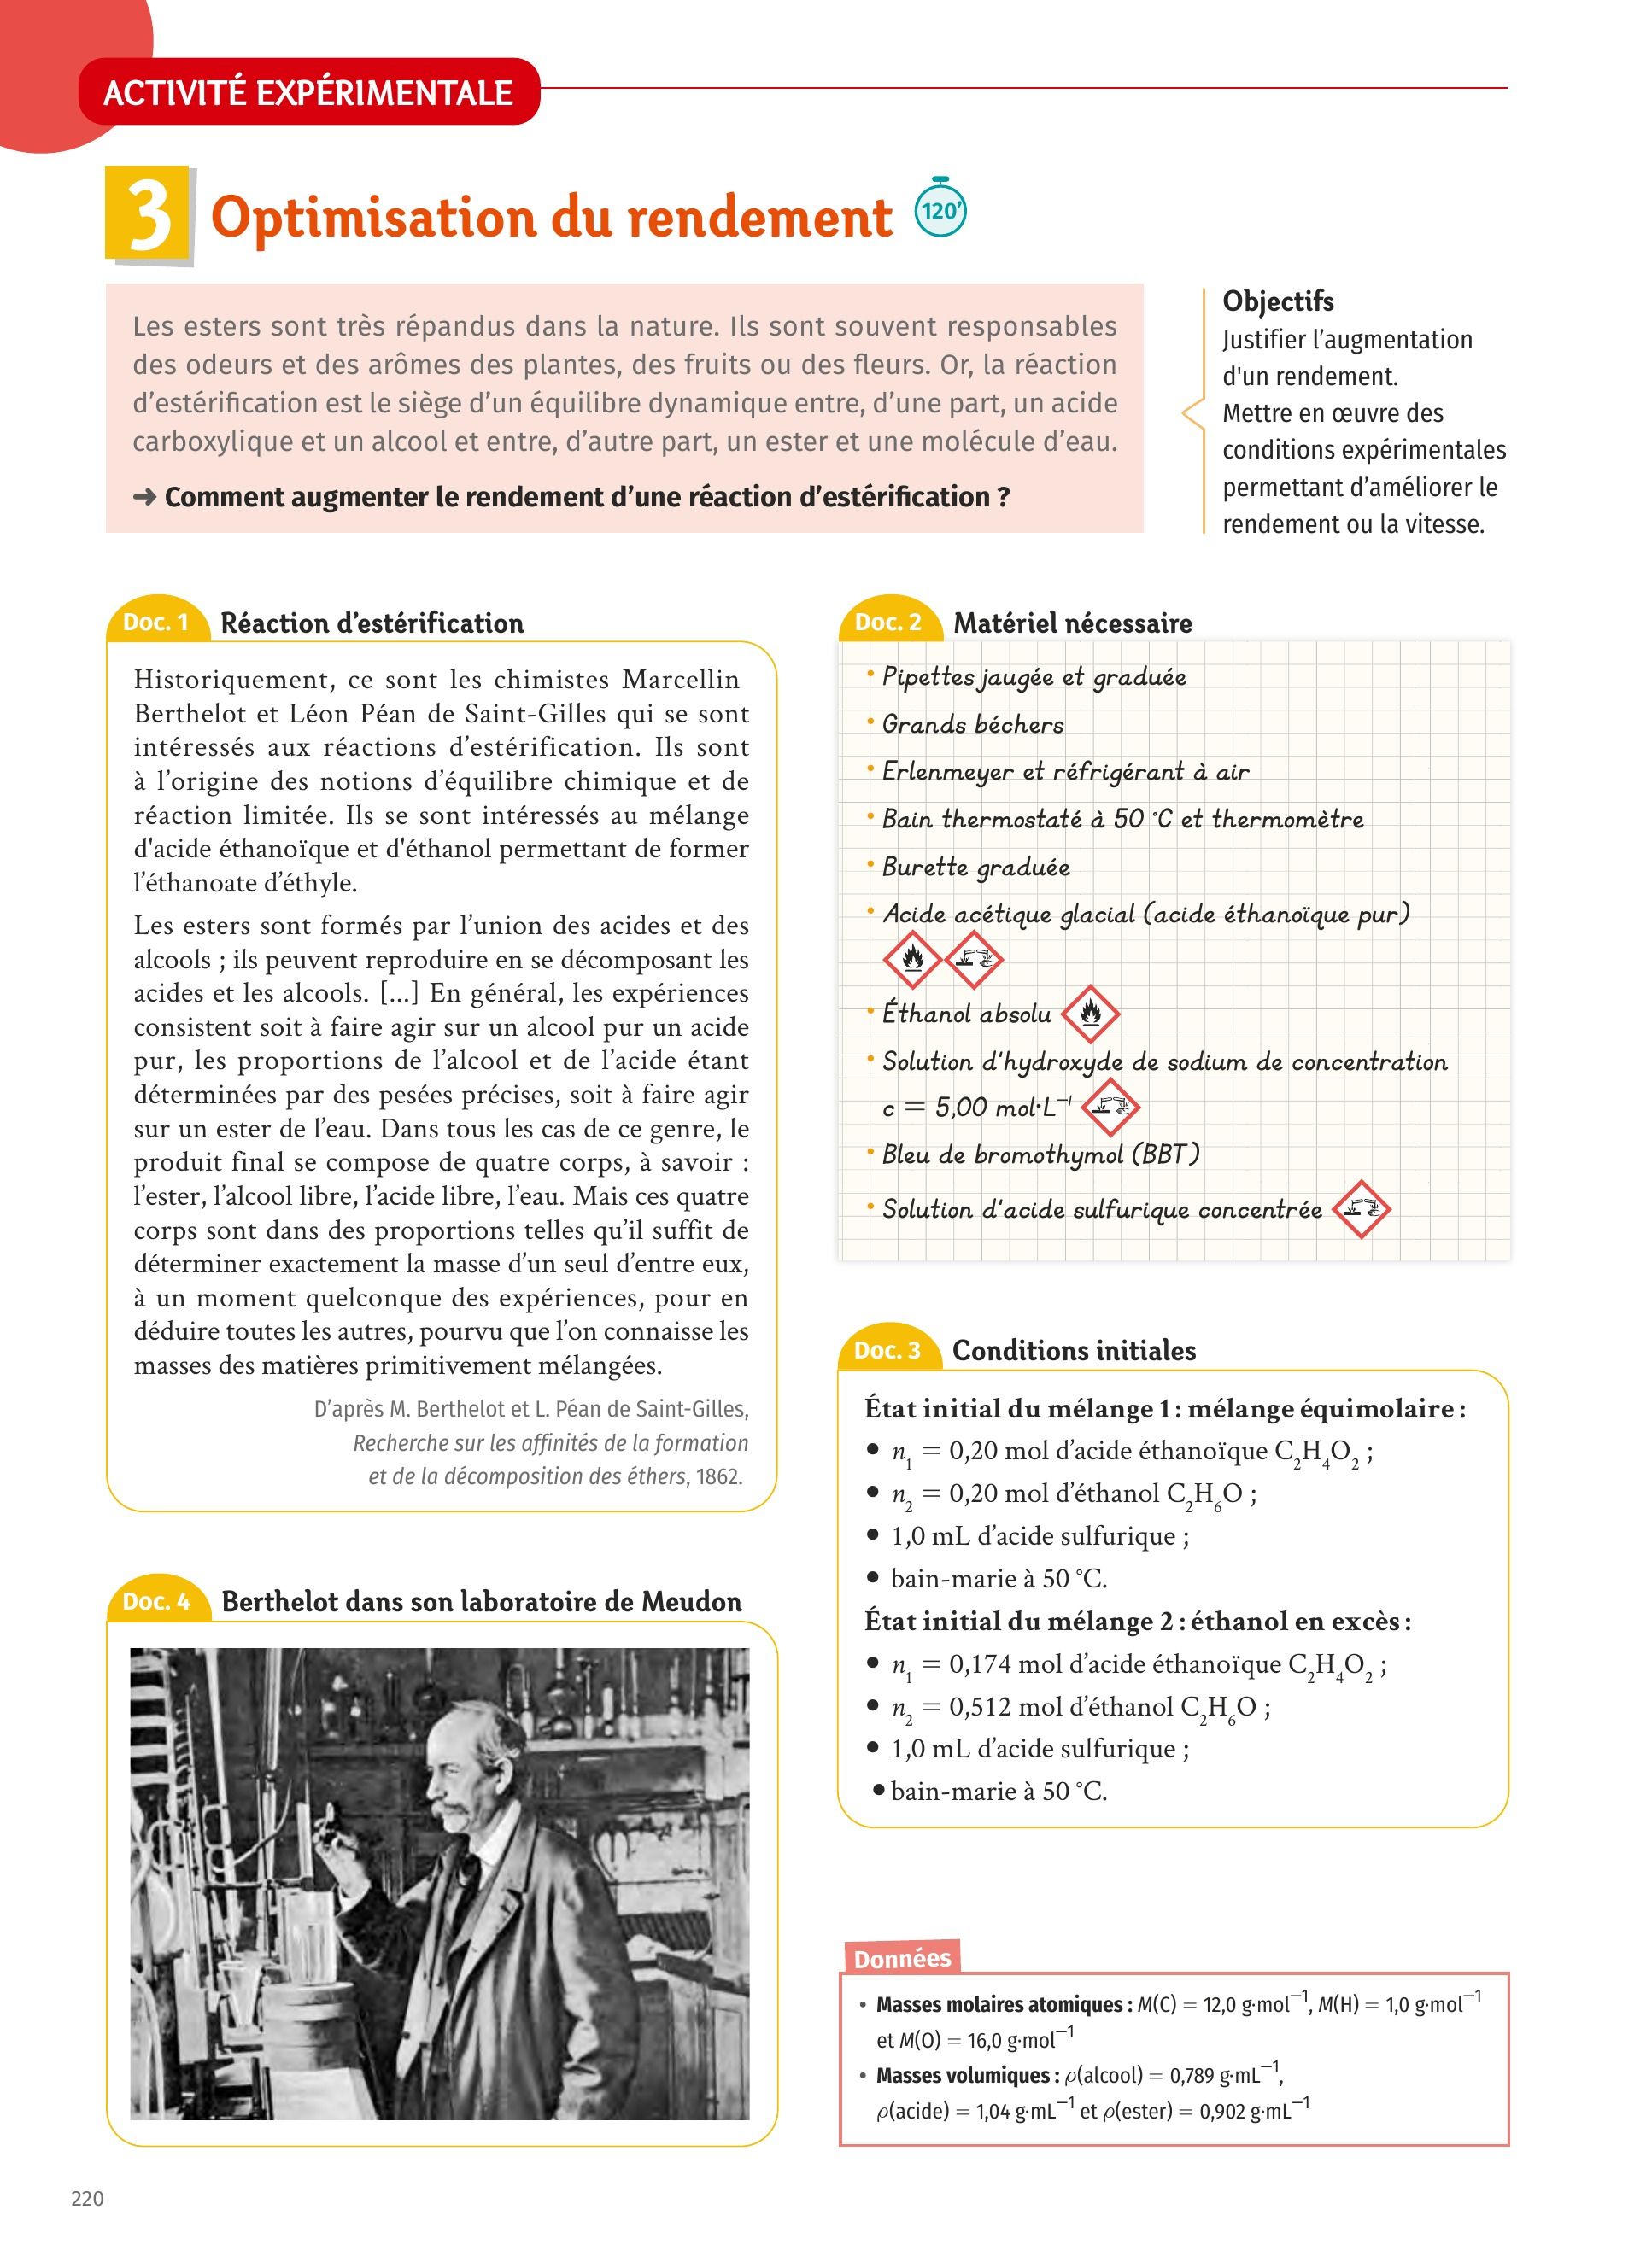 ACTIVITÉ EXPÉRIMENTALE
3
Optimisation du rendement
120’
Les esters sont très répandus dans la nature. Ils sont souvent responsables
des odeurs et des arômes des plantes, des fruits ou des fleurs. Or, la réaction
d’estérification est le siège d’un équilibre dynamique entre, d’une part, un acide
carboxylique et un alcool et entre, d’autre part, un ester et une molécule d’eau.
➜ Comment augmenter le rendement d’une réaction d’estérification ?
Objectifs
Justifier l’augmentation
d'un rendement.
Mettre en œuvre des
conditions expérimentales
permettant d’améliorer le
rendement ou la vitesse.
Doc. 1 Réaction d’estérification
Historiquement, ce sont les chimistes Marcellin
Berthelot et Léon Péan de Saint-Gilles qui se sont
intéressés aux réactions d’estérification. Ils sont
à l’origine des notions d’équilibre chimique et de
réaction limitée. Ils se sont intéressés au mélange
d'acide éthanoïque et d'éthanol permettant de former
l’éthanoate d’éthyle.
Les esters sont formés par l’union des acides et des
alcools ; ils peuvent reproduire en se décomposant les
acides et les alcools. [...] En général, les expériences
consistent soit à faire agir sur un alcool pur un acide
pur, les proportions de l’alcool et de l’acide étant
déterminées par des pesées précises, soit à faire agir
sur un ester de l’eau. Dans tous les cas de ce genre, le
produit final se compose de quatre corps, à savoir :
l’ester, l’alcool libre, l’acide libre, l’eau. Mais ces quatre
corps sont dans des proportions telles qu’il suffit de
déterminer exactement la masse d’un seul d’entre eux,
à un moment quelconque des expériences, pour en
déduire toutes les autres, pourvu que l’on connaisse les
masses des matières primitivement mélangées.
D’après M. Berthelot et L. Péan de Saint-Gilles,
Recherche sur les affinités de la formation
et de la décomposition des éthers, 1862.
Doc. 4 Berthelot dans son laboratoire de Meudon
Doc. 2 Matériel nécessaire
• Pipettes jaugée et graduée
• Grands béchers
• Erlenmeyer et réfrigérant à air
• Bain thermostaté à 50 °C et thermomètre
• Burette graduée
• Acide acétique glacial (acide éthanoïque pur)
• Éthanol absolu
• Solution d'hydroxyde de sodium de concentration
c = 5,00 mol·L⁻¹
• Bleu de bromothymol (BBT)
• Solution d'acide sulfurique concentrée
Doc. 3 Conditions initiales
État initial du mélange 1 : mélange équimolaire :
• n₁ = 0,20 mol d’acide éthanoïque C₂H₄O₂ ;
• n₂ = 0,20 mol d’éthanol C₂H₆O ;
• 1,0 mL d’acide sulfurique ;
• bain-marie à 50 °C.
État initial du mélange 2 : éthanol en excès :
• n₁ = 0,174 mol d’acide éthanoïque C₂H₄O₂ ;
• n₂ = 0,512 mol d’éthanol C₂H₆O ;
• 1,0 mL d’acide sulfurique ;
• bain-marie à 50 °C.
Données
• Masses molaires atomiques : M(C) = 12,0 g·mol⁻¹, M(H) = 1,0 g·mol⁻¹
et M(O) = 16,0 g·mol⁻¹
• Masses volumiques : ρ(alcool) = 0,789 g·mL⁻¹,
ρ(acide) = 1,04 g·mL⁻¹ et ρ(ester) = 0,902 g·mL⁻¹
220